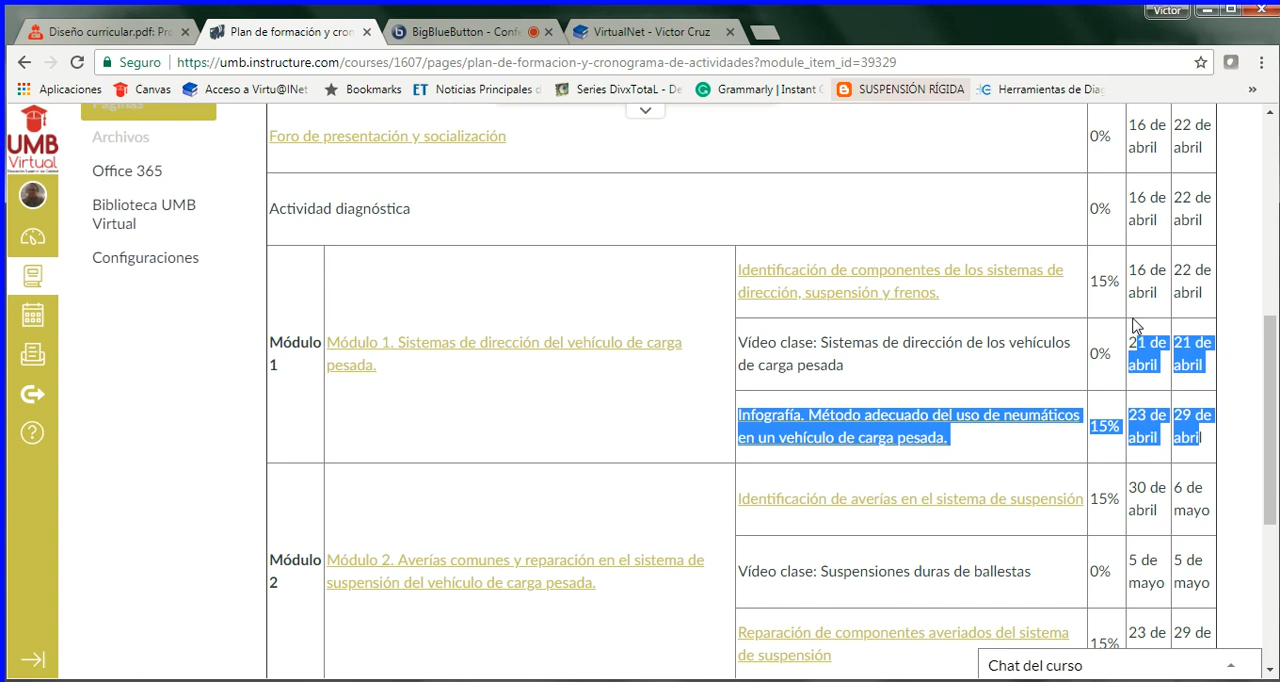 Victor
Diseño curricular.pdf: Pro
Plan de formación y cron
BigBlueButton - Confe
VirtualNet - Victor Cruz
Seguro
https://umb.instructure.com/courses/1607/pages/plan-de-formacion-y-cronograma-de-actividades?module_item_id=39329
Aplicaciones
Canvas
Acceso a Virtu@lNet
Bookmarks
ET
Noticias Principales d
Series DivxTotaL - De
Grammarly | Instant G
SUSPENSIÓN RÍGIDA
Herramientas de Diag
»
UMB
Virtual
Páginas
Archivos
Office 365
Biblioteca UMB
Virtual
Configuraciones
Foro de presentación y socialización
0%
16 de
abril
22 de
abril
Actividad diagnóstica
0%
16 de
abril
22 de
abril
Módulo
1
Módulo 1. Sistemas de dirección del vehículo de carga
pesada.
Identificación de componentes de los sistemas de
dirección, suspensión y frenos.
15%
16 de
abril
22 de
abril
Vídeo clase: Sistemas de dirección de los vehículos
de carga pesada
0%
21 de
abril
21 de
abril
Infografía. Método adecuado del uso de neumáticos
en un vehículo de carga pesada.
15%
23 de
abril
29 de
abril
Módulo
2
Módulo 2. Averías comunes y reparación en el sistema de
suspensión del vehículo de carga pesada.
Identificación de averías en el sistema de suspensión
15%
30 de
abril
6 de
mayo
Vídeo clase: Suspensiones duras de ballestas
0%
5 de
mayo
5 de
mayo
Reparación de componentes averiados del sistema
de suspensión
15%
23 de
29 de
Chat del curso